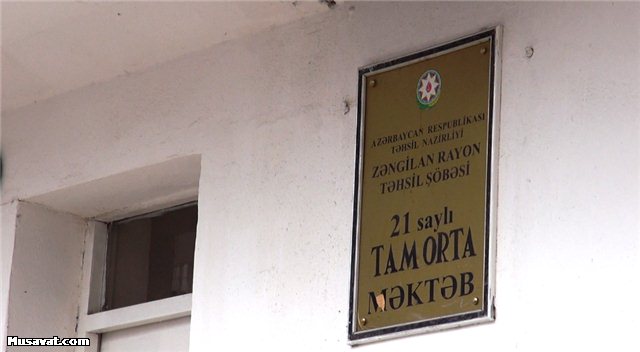 AZƏRBAYCAN RESPUBLİKASI
TƏHSİL NAZİRLİYİ
ZƏNGİLAN RAYON
TƏHSİL ŞÖBƏSİ
21 saylı
TAM ORTA
MƏKTƏB
Musavat.com